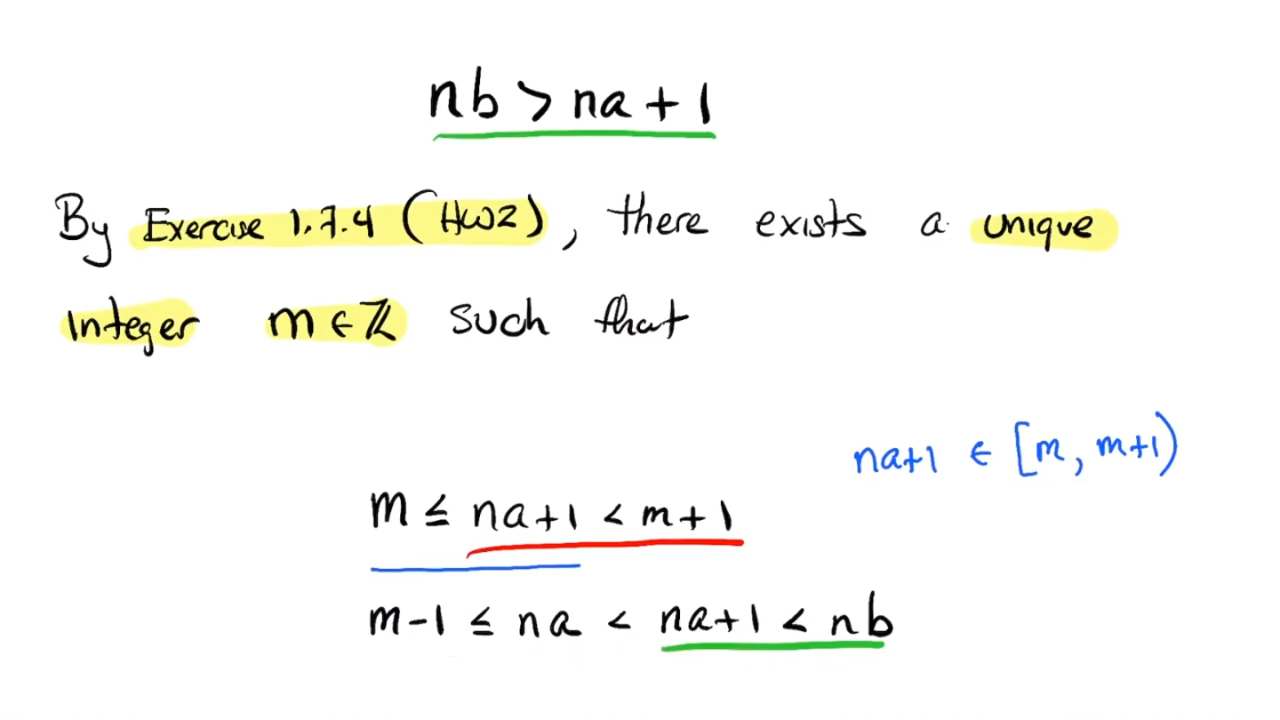 nb > na + 1
By Exercise 1.7.4 (HW2), there exists a unique
Integer m ∈ ℤ such that
na+1 ∈ [m, m+1)
m ≤ na+1 < m+1
m-1 ≤ na < na+1 < nb